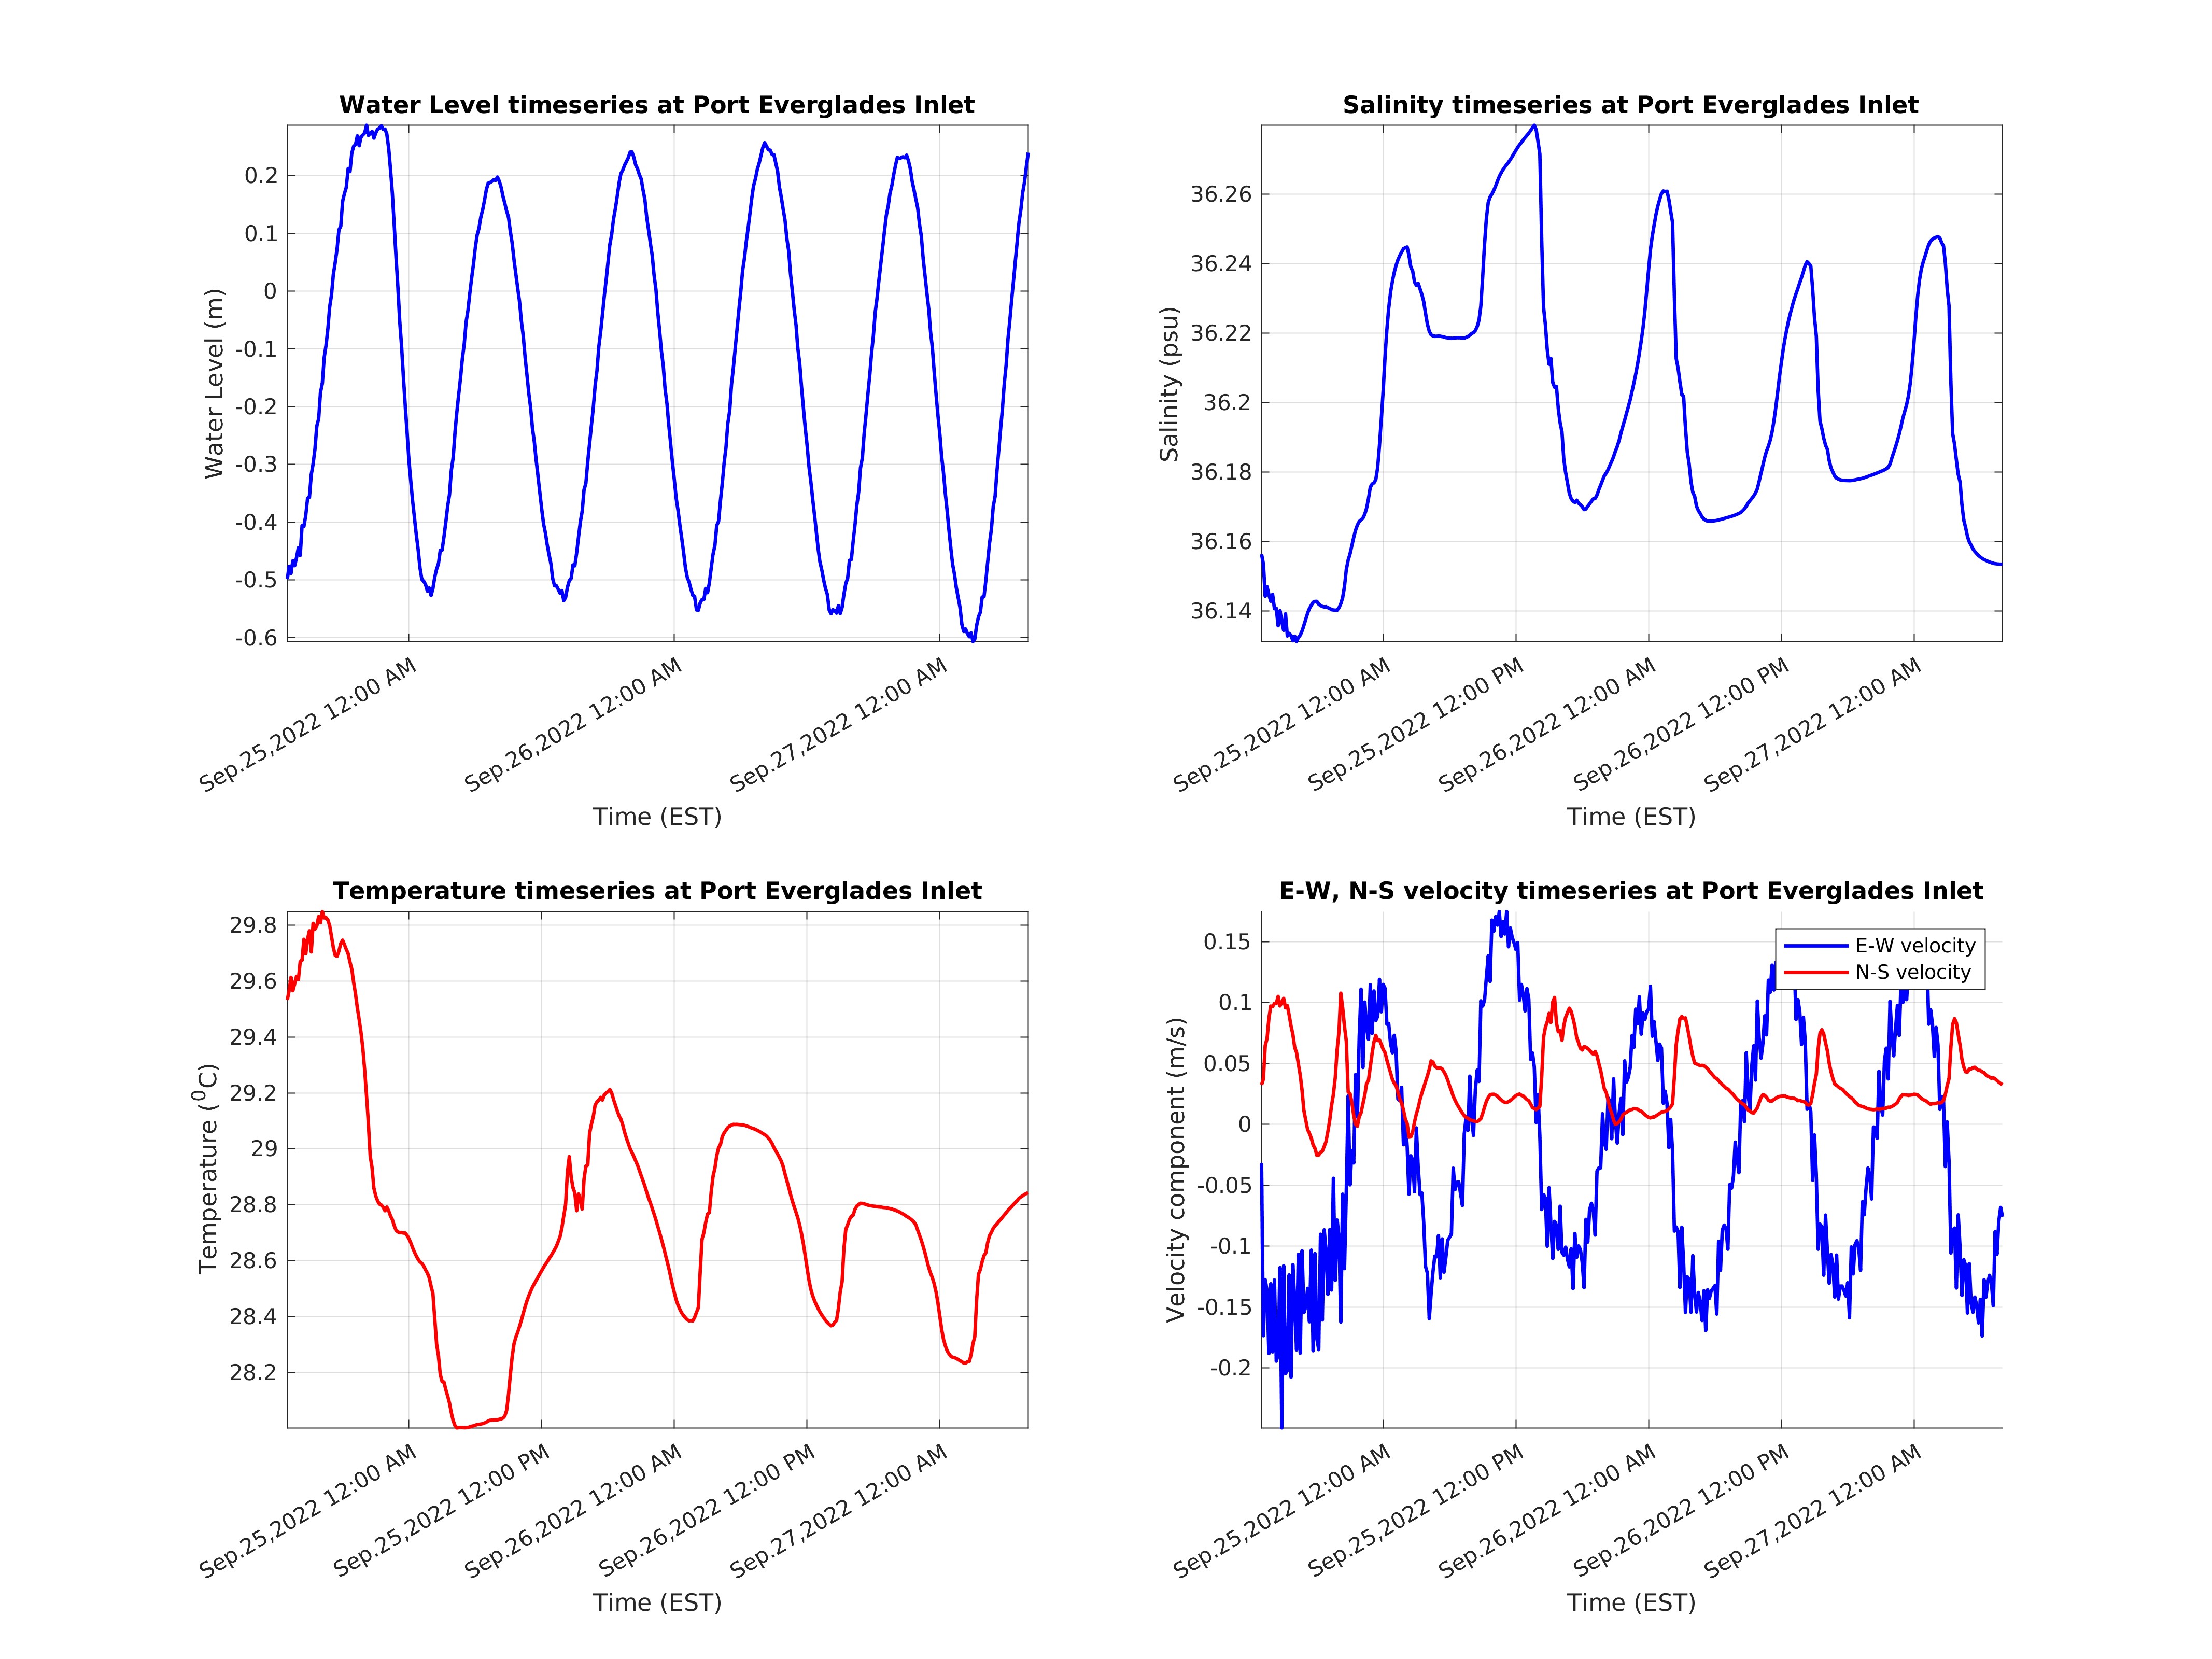 Water Level timeseries at Port Everglades Inlet
Water Level (m)
0.2
0.1
0
-0.1
-0.2
-0.3
-0.4
-0.5
-0.6
Sep.25,2022 12:00 AM
Sep.26,2022 12:00 AM
Sep.27,2022 12:00 AM
Time (EST)
Salinity timeseries at Port Everglades Inlet
Salinity (psu)
36.26
36.24
36.22
36.2
36.18
36.16
36.14
Sep.25,2022 12:00 AM
Sep.25,2022 12:00 PM
Sep.26,2022 12:00 AM
Sep.26,2022 12:00 PM
Sep.27,2022 12:00 AM
Time (EST)
Temperature timeseries at Port Everglades Inlet
Temperature (⁰C)
29.8
29.6
29.4
29.2
29
28.8
28.6
28.4
28.2
Sep.25,2022 12:00 AM
Sep.25,2022 12:00 PM
Sep.26,2022 12:00 AM
Sep.26,2022 12:00 PM
Sep.27,2022 12:00 AM
Time (EST)
E-W, N-S velocity timeseries at Port Everglades Inlet
Velocity component (m/s)
0.15
0.1
0.05
0
-0.05
-0.1
-0.15
-0.2
E-W velocity
N-S velocity
Sep.25,2022 12:00 AM
Sep.25,2022 12:00 PM
Sep.26,2022 12:00 AM
Sep.26,2022 12:00 PM
Sep.27,2022 12:00 AM
Time (EST)